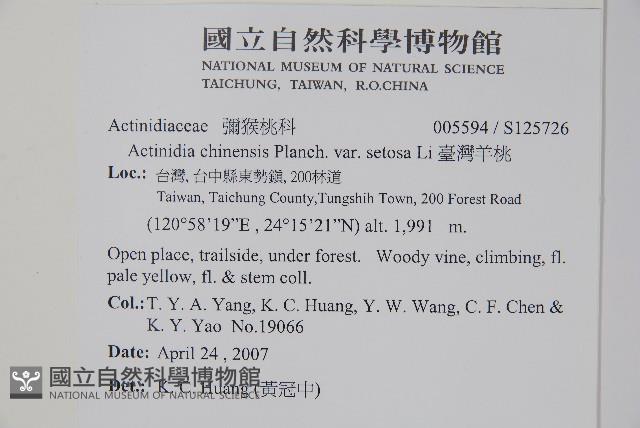 國立自然科學博物館
NATIONAL MUSEUM OF NATURAL SCIENCE
TAICHUNG, TAIWAN, R.O.CHINA
Actinidiaceae 彌猴桃科 005594 / S125726
Actinidia chinensis Planch. var. setosa Li 臺灣羊桃
Loc.: 台灣, 台中縣東勢鎮, 200林道
Taiwan, Taichung County,Tungshih Town, 200 Forest Road
(120°58'19"E , 24°15'21"N) alt. 1,991 m.
Open place, trailside, under forest. Woody vine, climbing, fl.
pale yellow, fl. & stem coll.
Col.: T. Y. A. Yang, K. C. Huang, Y. W. Wang, C. F. Chen &
K. Y. Yao No.19066
Date: April 24 , 2007
Det.: K. C. Huang (黃冠中)
國立自然科學博物館
NATIONAL MUSEUM OF NATURAL SCIENCE